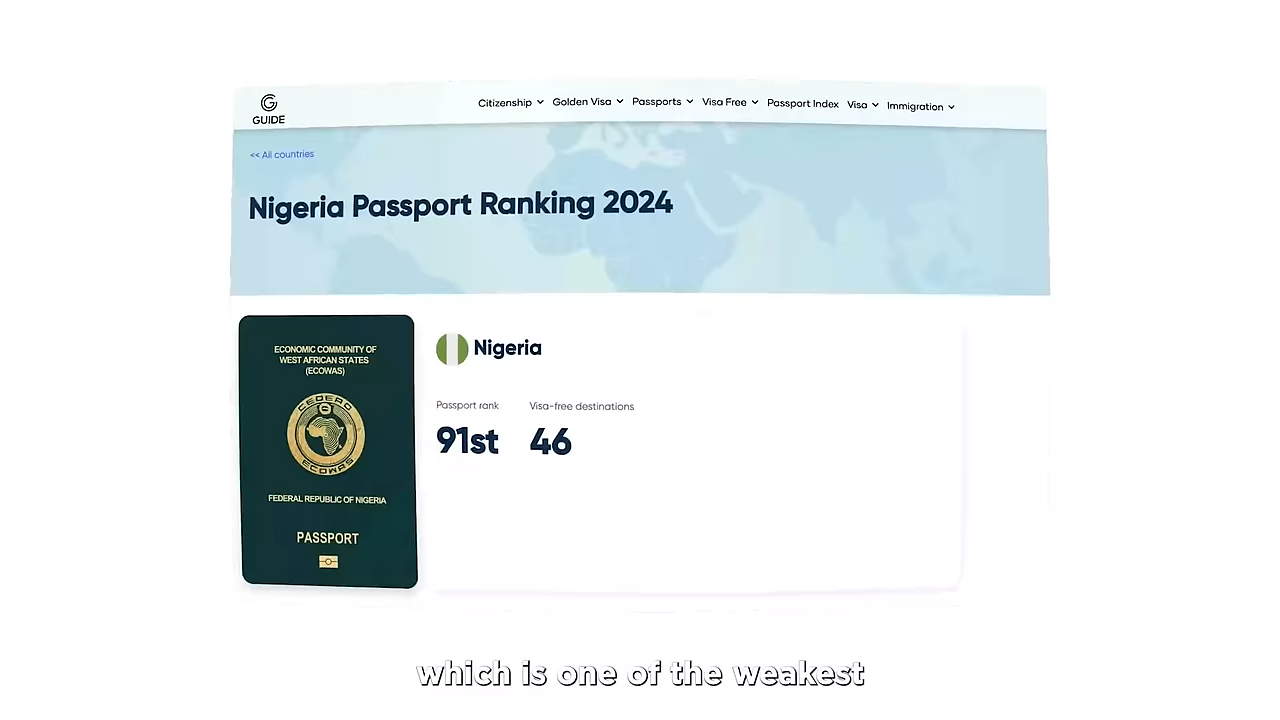 GUIDE
Citizenship Golden Visa Passports Visa Free Passport Index Visa Immigration
<< All countries
Nigeria Passport Ranking 2024
ECONOMIC COMMUNITY OF
WEST AFRICAN STATES
(ECOWAS)
CEDEAO
ECOWAS
FEDERAL REPUBLIC OF NIGERIA
PASSPORT
Nigeria
Passport rank Visa-free destinations
91st 46
which is one of the weakest